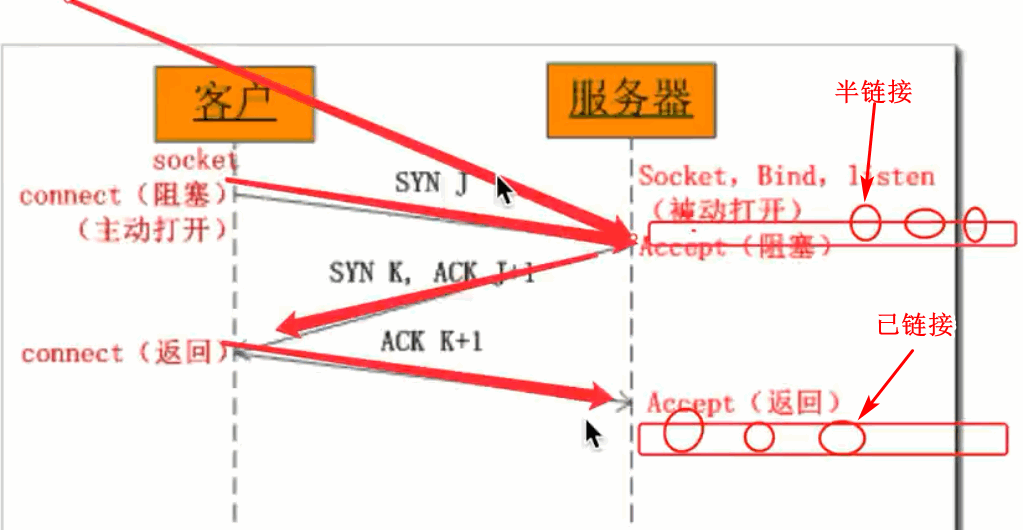 客户
服务器
半链接
socket
connect（阻塞）
（主动打开）
SYN J
Socket, Bind, listen
（被动打开）
Accept（阻塞）
SYN K, ACK J+1
已链接
connect（返回）
ACK K+1
Accept（返回）